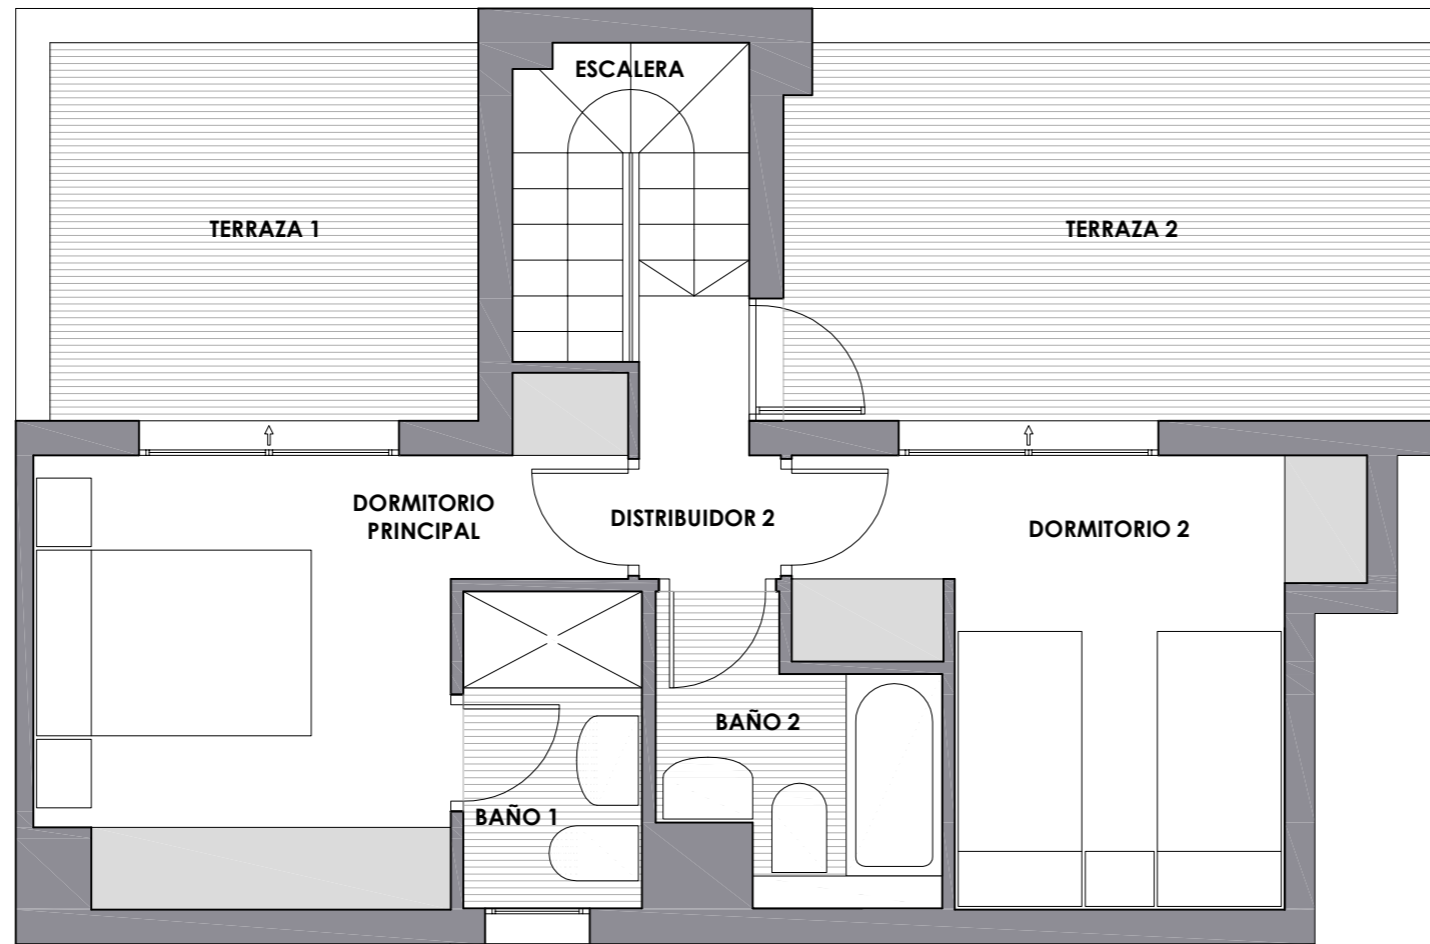 ESCALERA
TERRAZA 1
TERRAZA 2
DORMITORIO
PRINCIPAL
DISTRIBUIDOR 2
DORMITORIO 2
BAÑO 2
BAÑO 1